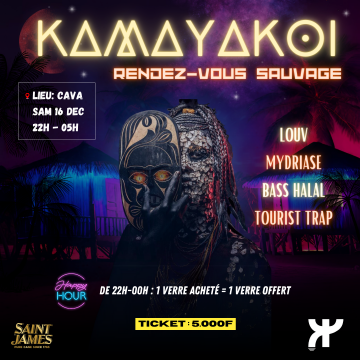 KAMAYAKOI
RENDEZ-VOUS SAUVAGE
LIEU: CAVA
SAM 16 DEC
22H – 05H
LOUV
MYDRIASE
BASS HALAL
TOURIST TRAP
Happy
HOUR
DE 22H-00H : 1 VERRE ACHETÉ = 1 VERRE OFFERT
TICKET : 5.000F
SAINT
JAMES